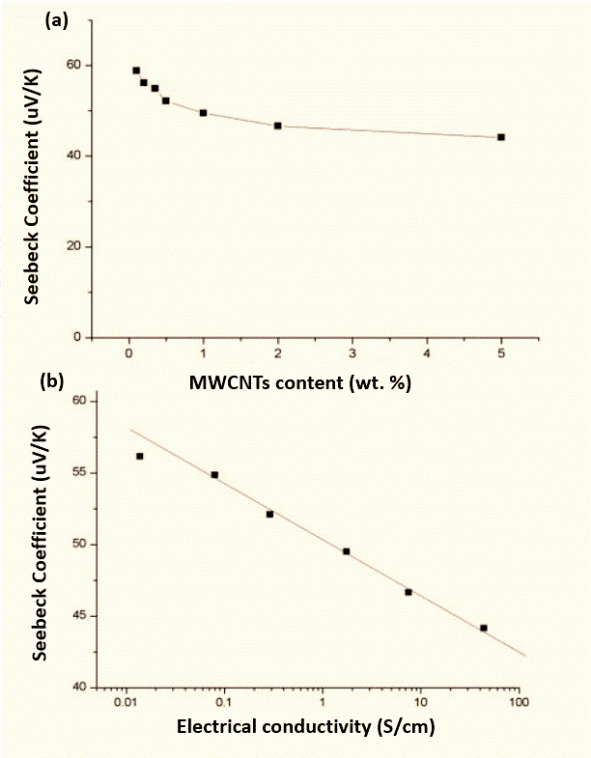 (a)
Seebeck Coefficient (uV/K)
60
40
20
0
0 1 2 3 4 5
MWCNTs content (wt. %)
(b)
Seebeck Coefficient (uV/K)
60
55
50
45
40
0.01 0.1 1 10 100
Electrical conductivity (S/cm)